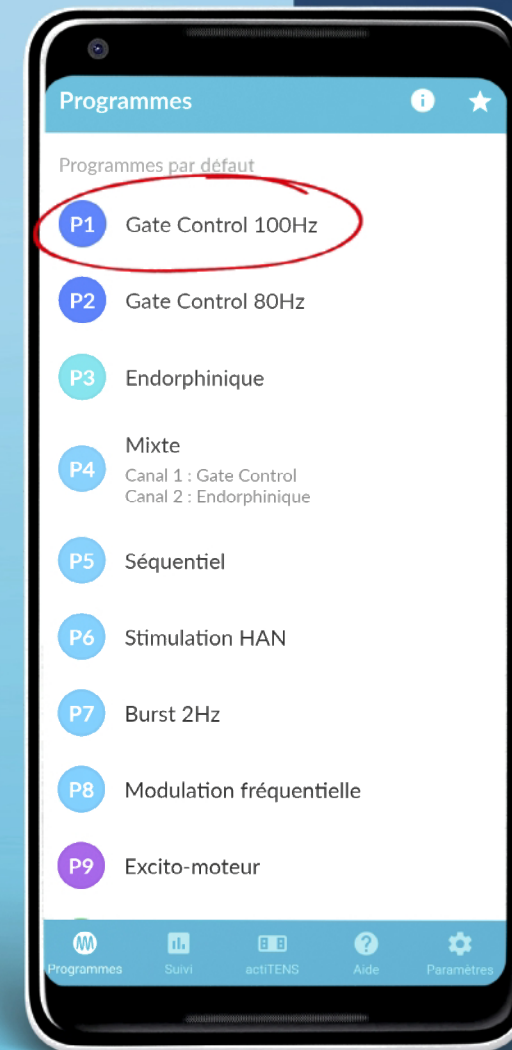 Programmes
Programmes par défaut
P1 Gate Control 100Hz
P2 Gate Control 80Hz
P3 Endorphinique
P4 Mixte
Canal 1 : Gate Control
Canal 2 : Endorphinique
P5 Séquentiel
P6 Stimulation HAN
P7 Burst 2Hz
P8 Modulation fréquentielle
P9 Excito-moteur
Programmes Suivi actiTENS Aide Paramètres